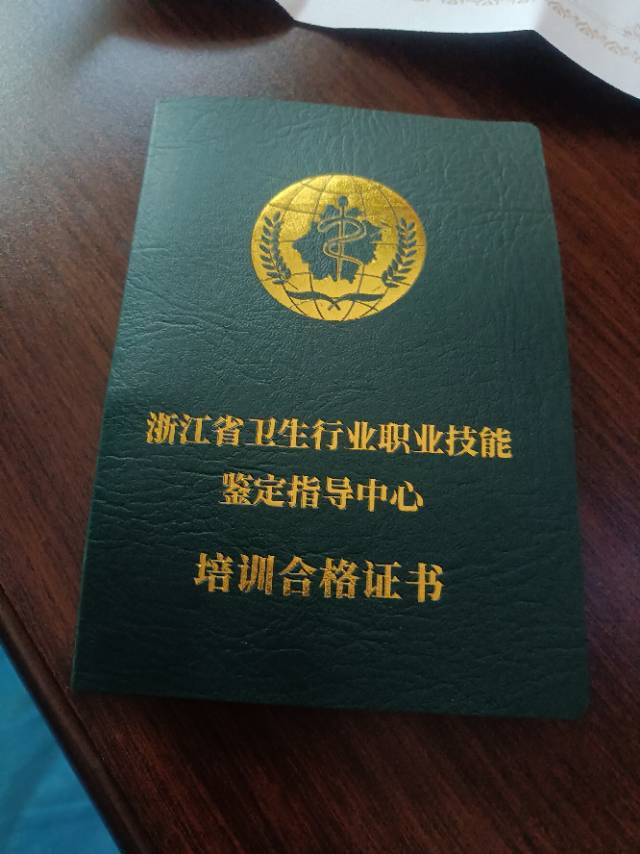 浙江省卫生行业职业技能
鉴定指导中心
培训合格证书